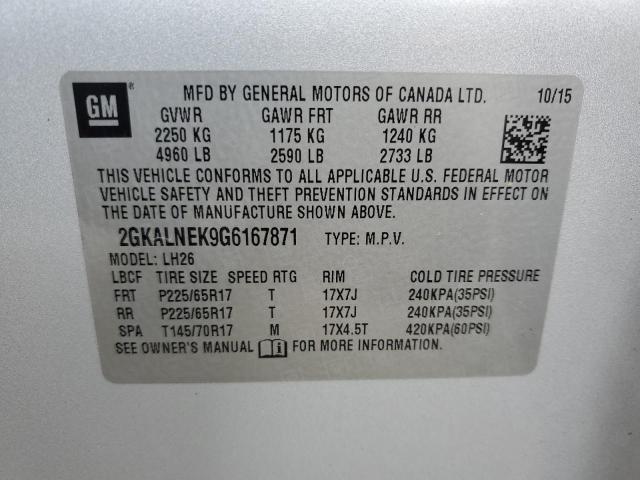 GM ® MFD BY GENERAL MOTORS OF CANADA LTD. 10/15
GVWR GAWR FRT GAWR RR
2250 KG 1175 KG 1240 KG
4960 LB 2590 LB 2733 LB
THIS VEHICLE CONFORMS TO ALL APPLICABLE U.S. FEDERAL MOTOR
VEHICLE SAFETY AND THEFT PREVENTION STANDARDS IN EFFECT ON
THE DATE OF MANUFACTURE SHOWN ABOVE.
2GKALNEK9G6167871 TYPE: M.P.V.
MODEL: LH26
LBCF TIRE SIZE SPEED RTG RIM COLD TIRE PRESSURE
FRT P225/65R17 T 17X7J 240KPA(35PSI)
RR P225/65R17 T 17X7J 240KPA(35PSI)
SPA T145/70R17 M 17X4.5T 420KPA(60PSI)
SEE OWNER'S MANUAL FOR MORE INFORMATION.